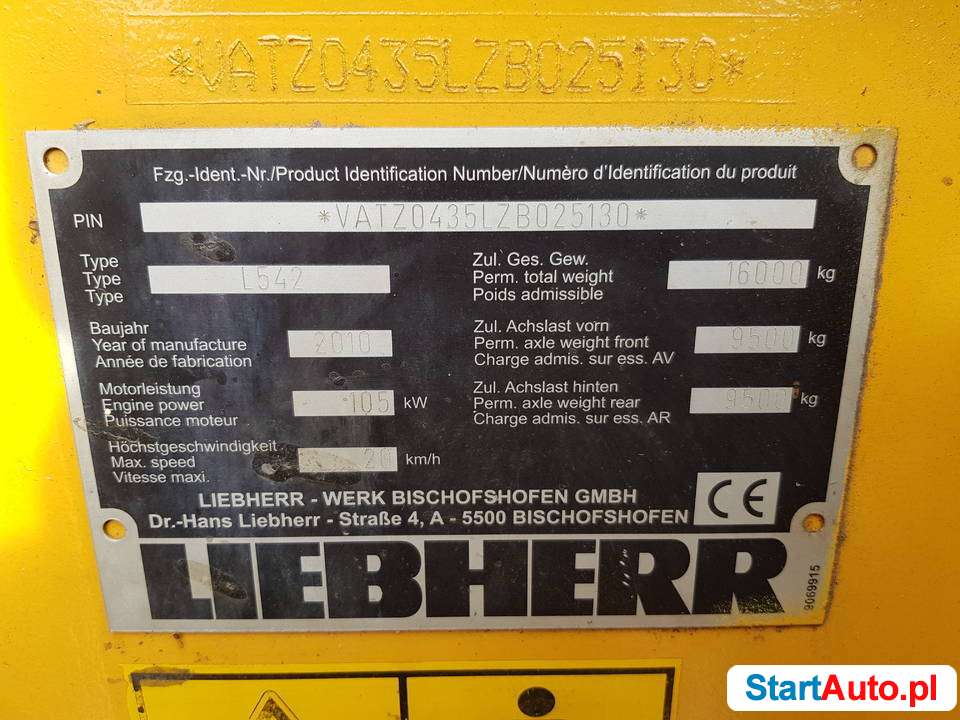 *VATZ0435LZB025130*
Fzg.-Ident.-Nr./Product Identification Number/Numèro d'Identification du produit
PIN *VATZ0435LZB025130*
Type
Type L542
Type
Zul. Ges. Gew.
Perm. total weight 16000 kg
Poids admissible
Baujahr
Year of manufacture 2010
Année de fabrication
Zul. Achslast vorn
Perm. axle weight front 9500 kg
Charge admis. sur ess. AV
Motorleistung
Engine power 105 kW
Puissance moteur
Zul. Achslast hinten
Perm. axle weight rear 9500 kg
Charge admis. sur ess. AR
Höchstgeschwindigkeit
Max. speed 20 km/h
Vitesse maxi.
LIEBHERR - WERK BISCHOFSHOFEN GMBH
Dr.-Hans Liebherr - Straße 4, A - 5500 BISCHOFSHOFEN
CE
LIEBHERR
9069915
StartAuto.pl